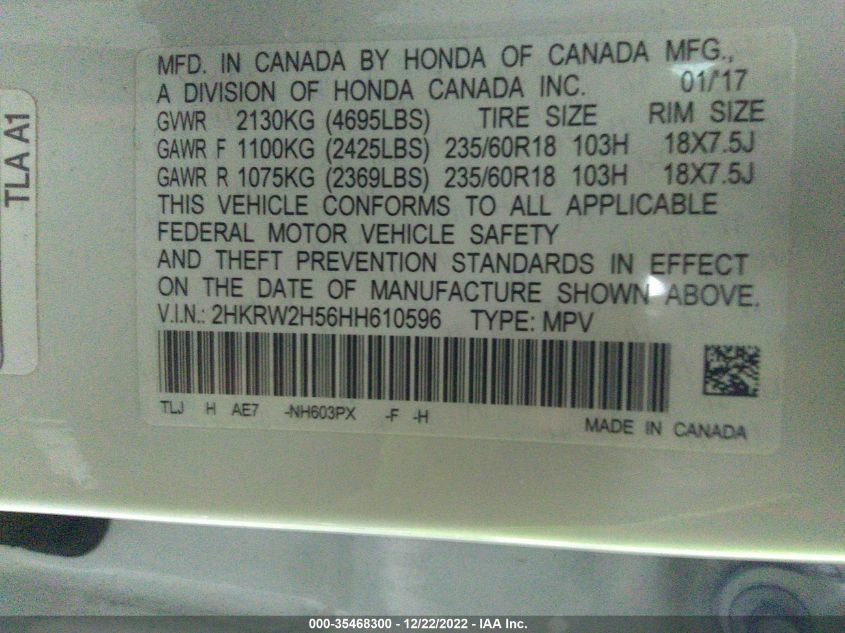 MFD. IN CANADA BY HONDA OF CANADA MFG.,
A DIVISION OF HONDA CANADA INC. 01/'17
GVWR 2130KG (4695LBS) TIRE SIZE RIM SIZE
GAWR F 1100KG (2425LBS) 235/60R18 103H 18X7.5J
GAWR R 1075KG (2369LBS) 235/60R18 103H 18X7.5J
THIS VEHICLE CONFORMS TO ALL APPLICABLE
FEDERAL MOTOR VEHICLE SAFETY
AND THEFT PREVENTION STANDARDS IN EFFECT
ON THE DATE OF MANUFACTURE SHOWN ABOVE.
V.I.N.: 2HKRW2H56HH610596 TYPE: MPV
TLJ H AE7 -NH603PX -F -H
MADE IN CANADA
TLA A1
000-35468300 - 12/22/2022 - IAA Inc.